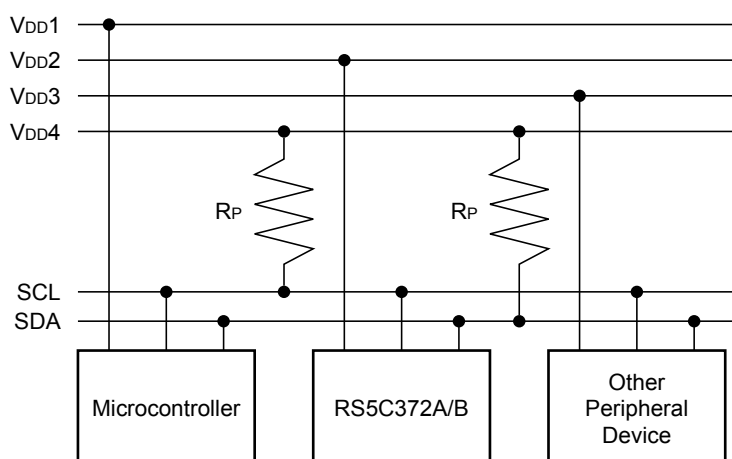 VDD1
VDD2
VDD3
VDD4
RP
RP
SCL
SDA
Microcontroller
RS5C372A/B
Other
Peripheral
Device